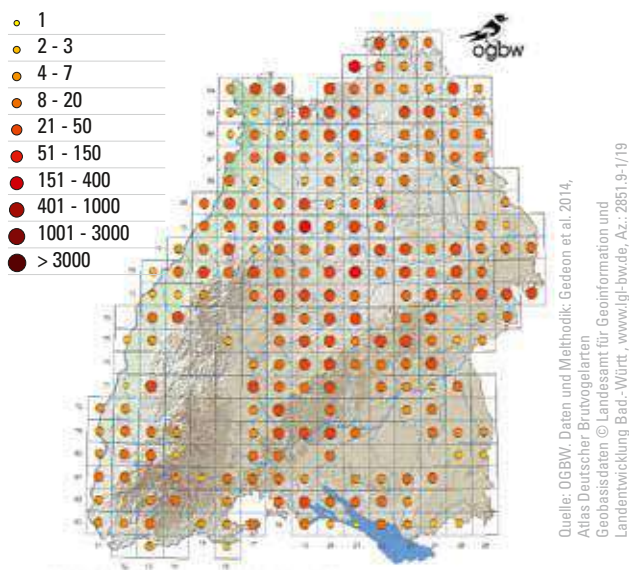 1
2 - 3
4 - 7
8 - 20
21 - 50
51 - 150
151 - 400
401 - 1000
1001 - 3000
> 3000
ogbw
Quelle: OGBW. Daten und Methodik: Gedeon et al. 2014,
Atlas Deutscher Brutvogelarten
Geobasisdaten © Landesamt für Geoinformation und
Landentwicklung Bad.- Württ., www.lgl-bw.de, Az.: 2851.9-1/19